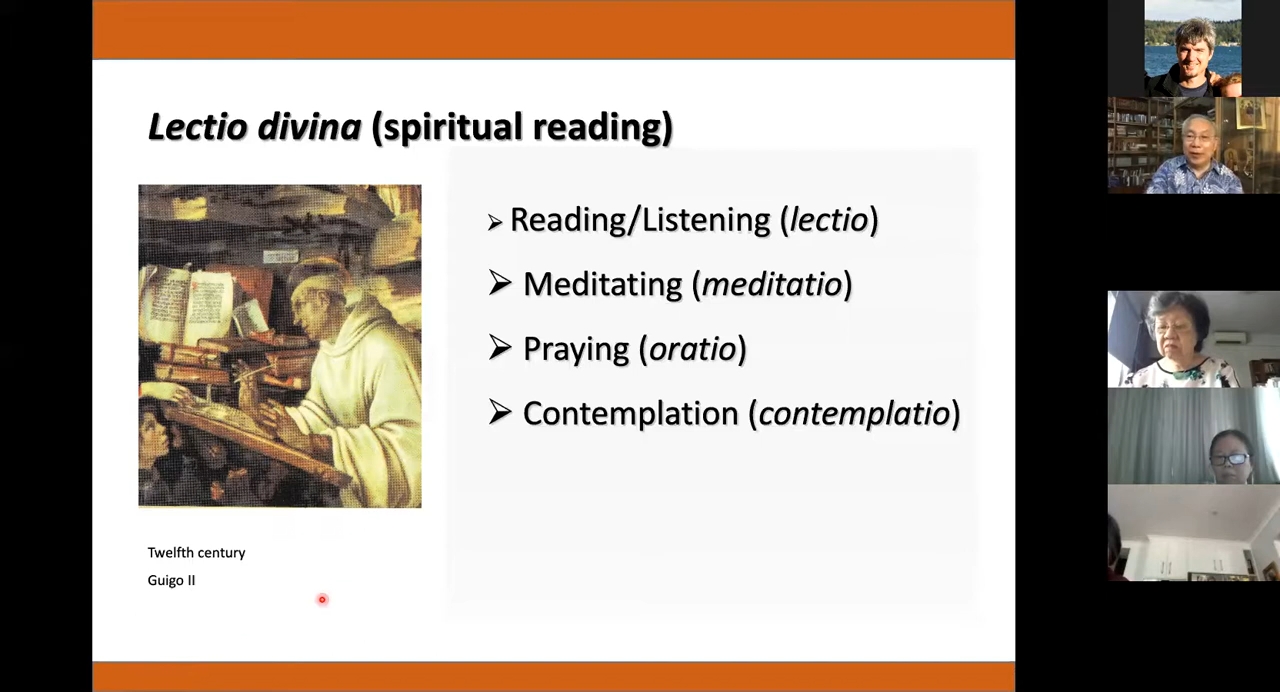 Lectio divina (spiritual reading)
Reading/Listening (lectio)
Meditating (meditatio)
Praying (oratio)
Contemplation (contemplatio)
Twelfth century
Guigo II